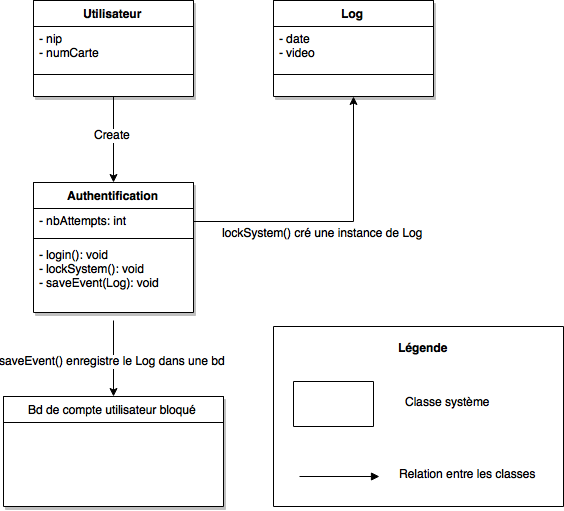 Utilisateur
- nip
- numCarte
Log
- date
- video
Create
Authentification
- nbAttempts: int
- login(): void
- lockSystem(): void
- saveEvent(Log): void
lockSystem() cré une instance de Log
saveEvent() enregistre le Log dans une bd
Bd de compte utilisateur bloqué
Légende
Classe système
Relation entre les classes